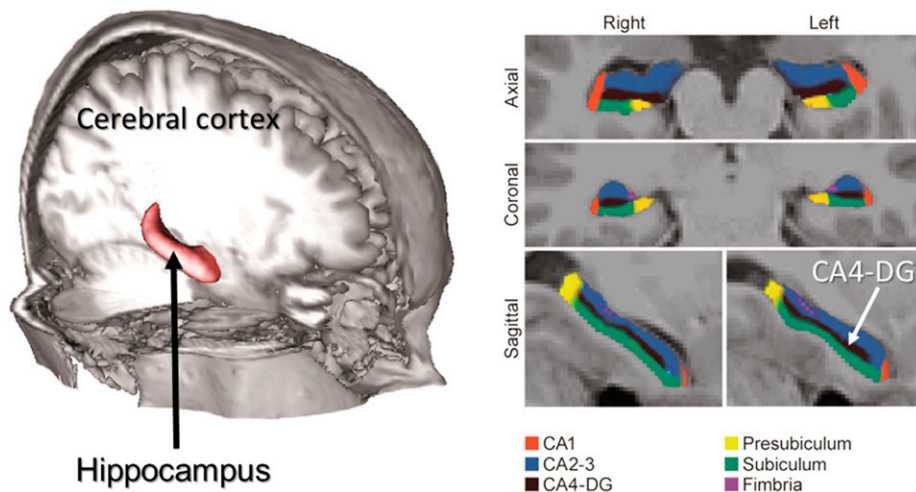 Cerebral cortex
Hippocampus
Right Left
Axial
Coronal
Sagittal
CA4-DG
CA1
CA2-3
CA4-DG
Presubiculum
Subiculum
Fimbria